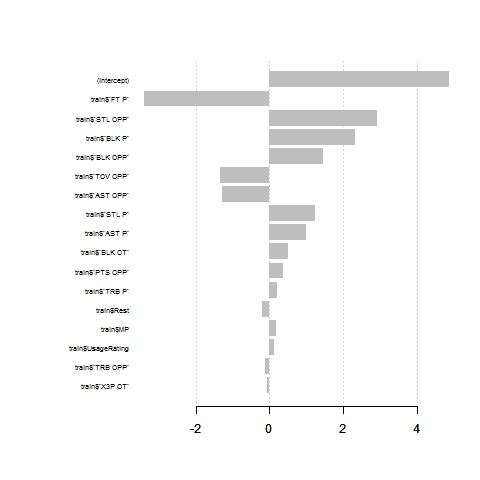 (Intercept)
train$`FT P`
train$`STL OPP`
train$`BLK P`
train$`BLK OPP`
train$`TOV OPP`
train$`AST OPP`
train$`STL P`
train$`AST P`
train$`BLK OT`
train$`PTS OPP`
train$`TRB P`
train$Rest
train$MP
train$UsageRating
train$`TRB OPP`
train$`X3P OT`
-2 0 2 4